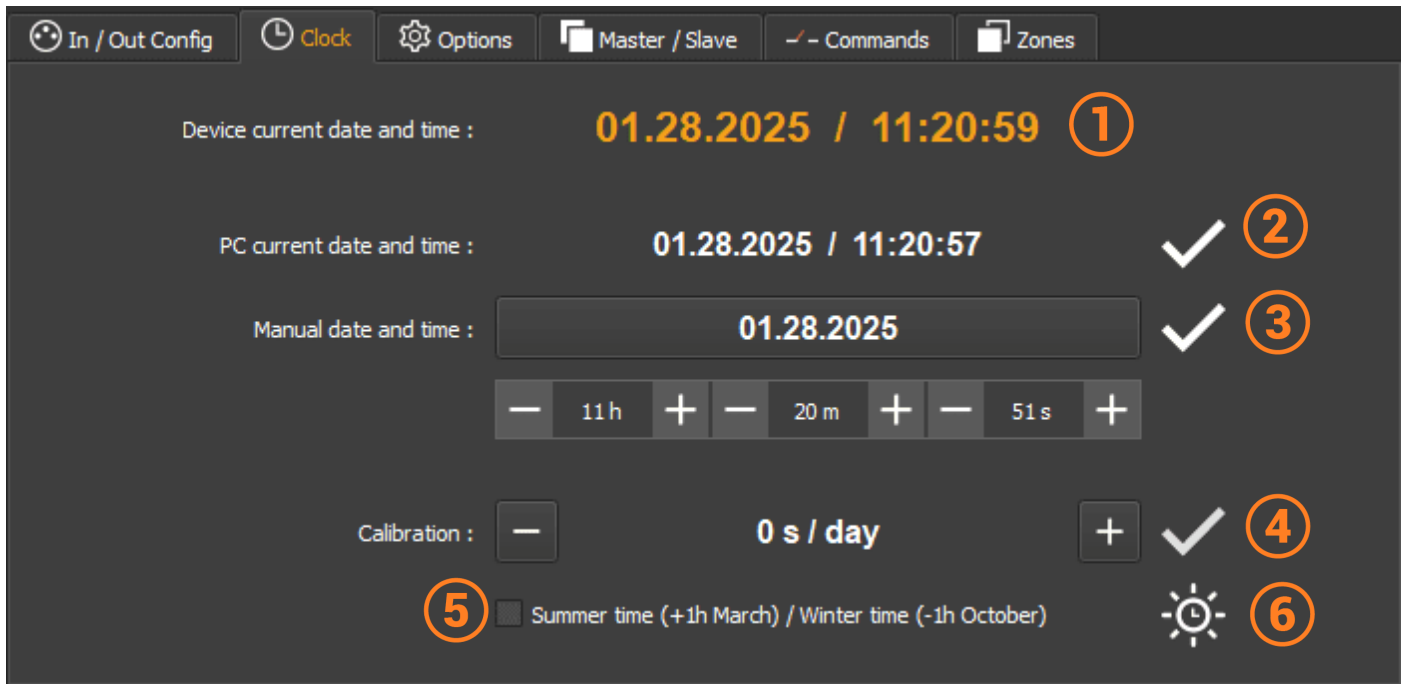 In / Out Config Clock Options Master / Slave Commands Zones
Device current date and time : 01.28.2025 / 11:20:59 1
PC current date and time : 01.28.2025 / 11:20:57 2
Manual date and time : 01.28.2025 3
− 11 h + − 20 m + − 51 s +
Calibration : − 0 s / day + 4
5 Summer time (+1h March) / Winter time (-1h October) 6